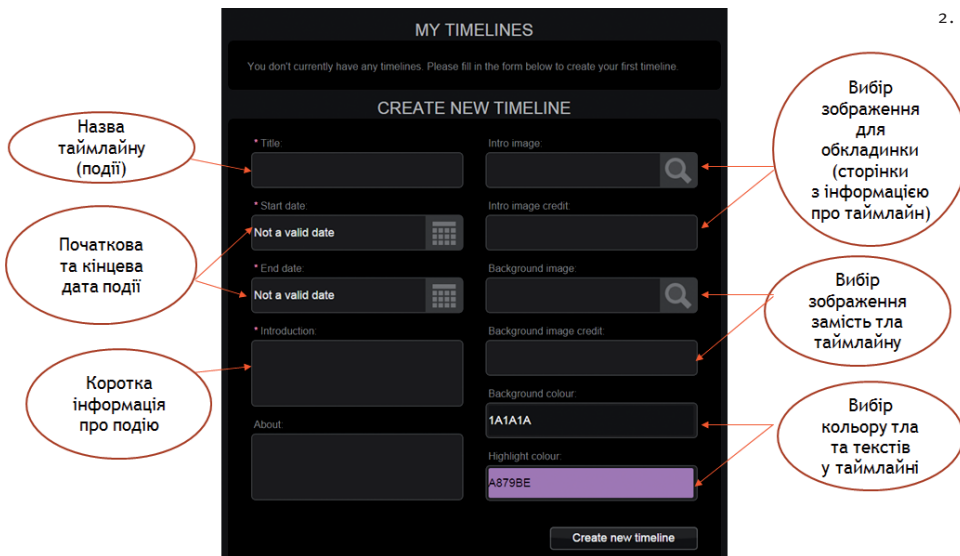 2.
MY TIMELINES
You don't currently have any timelines. Please fill in the form below to create your first timeline.
CREATE NEW TIMELINE
Назва
таймлайну
(події)
Початкова
та кінцева
дата події
Коротка
інформація
про подію
* Title:
* Start date:
Not a valid date
* End date:
Not a valid date
* Introduction:
About:
Intro image:
Intro image credit:
Background image:
Background image credit:
Background colour:
1A1A1A
Highlight colour:
A879BE
Create new timeline
Вибір
зображення
для
обкладинки
(сторінки
з інформацією
про таймлайн)
Вибір
зображення
замість тла
таймлайну
Вибір
кольору тла
та текстів
у таймлайні